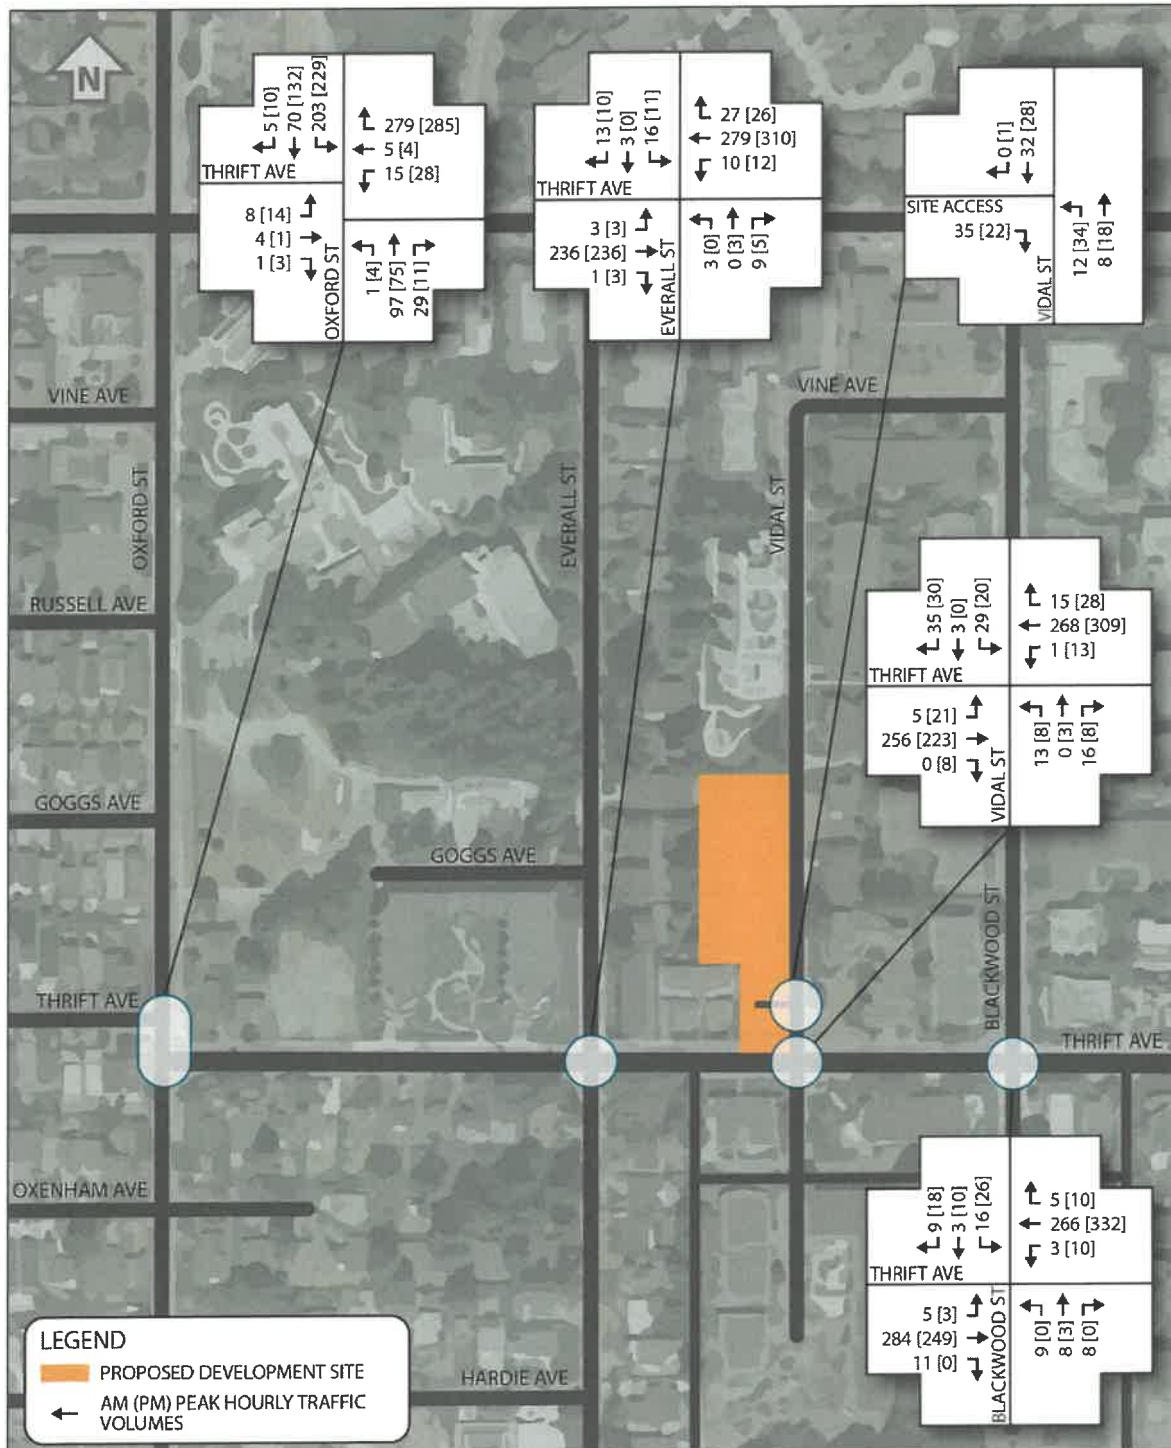 N
5 [10]
70 [132]
203 [229]
279 [285]
5 [4]
15 [28]
THRIFT AVE
8 [14]
4 [1]
1 [3]
OXFORD ST
1 [4]
97 [75]
29 [11]
13 [10]
3 [0]
16 [11]
27 [26]
279 [310]
10 [12]
THRIFT AVE
3 [3]
236 [236]
1 [3]
EVERALL ST
3 [0]
0 [3]
9 [5]
0 [1]
32 [28]
SITE ACCESS
35 [22]
VIDAL ST
12 [34]
8 [18]
VINE AVE
VINE AVE
OXFORD ST
EVERALL ST
VIDAL ST
RUSSELL AVE
35 [30]
3 [0]
29 [20]
15 [28]
268 [309]
1 [13]
THRIFT AVE
5 [21]
256 [223]
0 [8]
VIDAL ST
13 [8]
0 [3]
16 [8]
GOGGS AVE
GOGGS AVE
BLACKWOOD ST
THRIFT AVE
THRIFT AVE
OXENHAM AVE
9 [18]
3 [10]
16 [26]
5 [10]
266 [332]
3 [10]
THRIFT AVE
5 [3]
284 [249]
11 [0]
BLACKWOOD ST
9 [0]
8 [3]
8 [0]
HARDIE AVE
LEGEND
PROPOSED DEVELOPMENT SITE
AM (PM) PEAK HOURLY TRAFFIC
VOLUMES